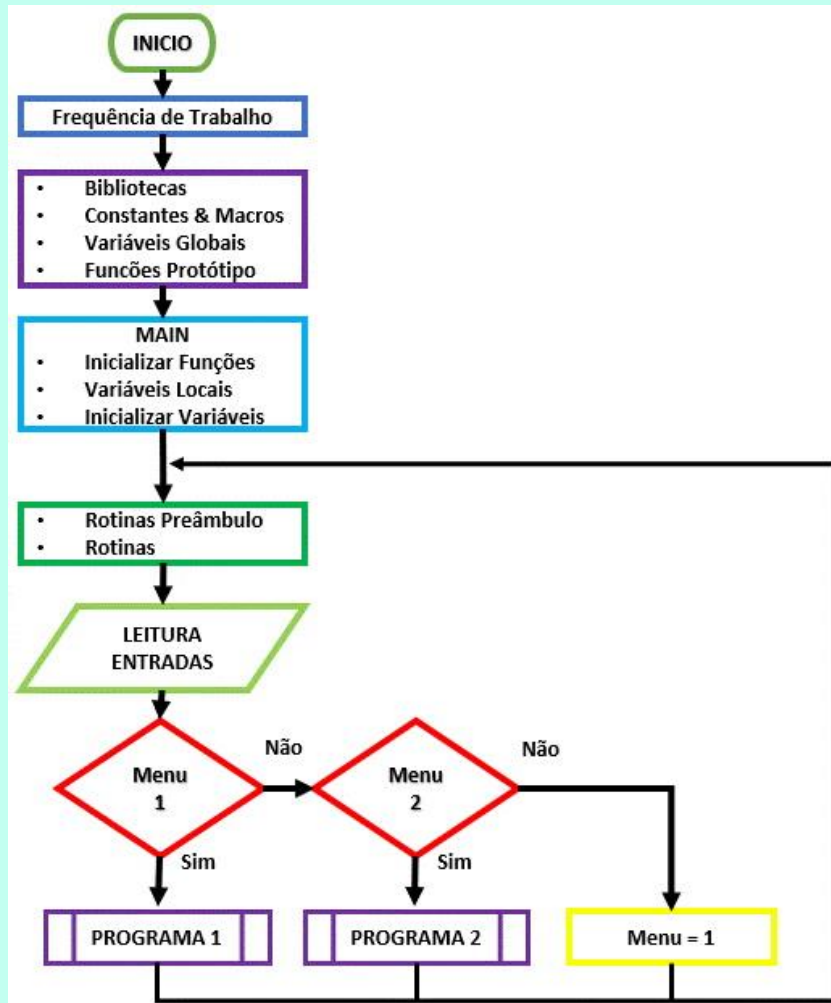 INICIO
Frequência de Trabalho
• Bibliotecas
• Constantes & Macros
• Variáveis Globais
• Funcões Protótipo
MAIN
• Inicializar Funções
• Variáveis Locais
• Inicializar Variáveis
• Rotinas Preâmbulo
• Rotinas
LEITURA
ENTRADAS
Menu
1
Não
Menu
2
Não
Sim
Sim
PROGRAMA 1
PROGRAMA 2
Menu = 1